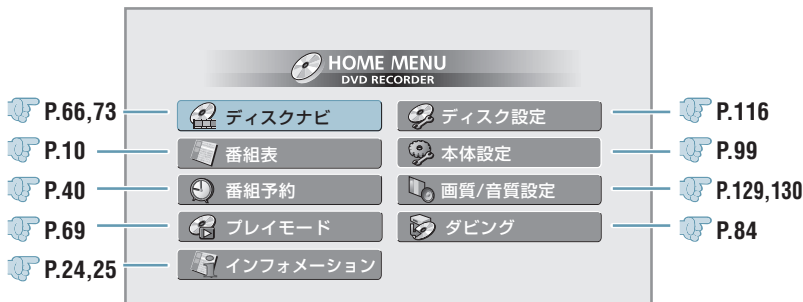 HOME MENU
DVD RECORDER
P.66,73 ディスクナビ ディスク設定 P.116
P.10 番組表 本体設定 P.99
P.40 番組予約 画質/音質設定 P.129,130
P.69 プレイモード ダビング P.84
P.24,25 インフォメーション